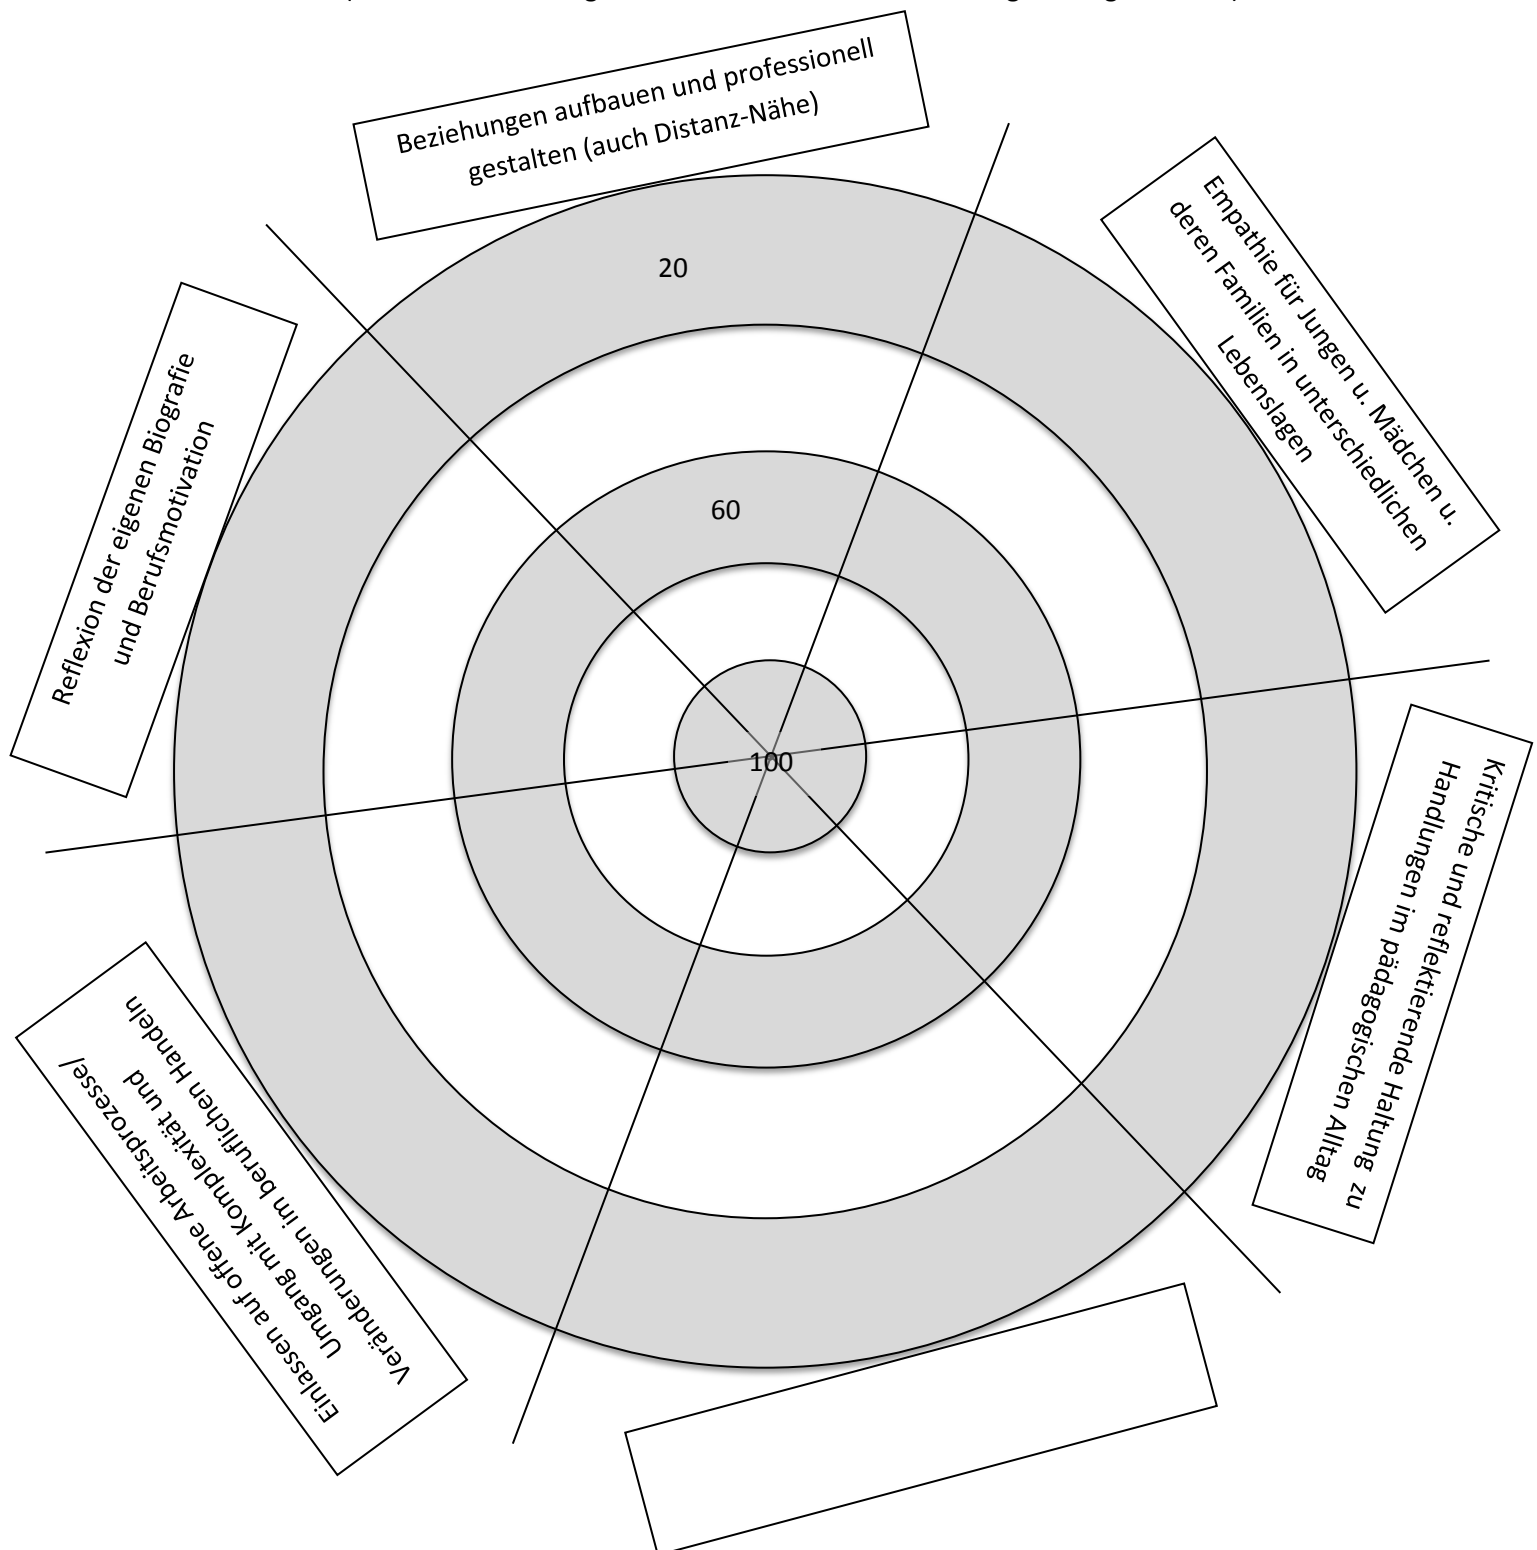 Beziehungen aufbauen und professionell
gestalten (auch Distanz-Nähe)
Empathie für Jungen u. Mädchen u.
deren Familien in unterschiedlichen
Lebenslagen
Kritische und reflektierende Haltung zu
Handlungen im pädagogischen Alltag
Einlassen auf offene Arbeitsprozesse/
Umgang mit Komplexität und
Veränderungen im beruflichen Handeln
Reflexion der eigenen Biografie
und Berufsmotivation
20
60
100